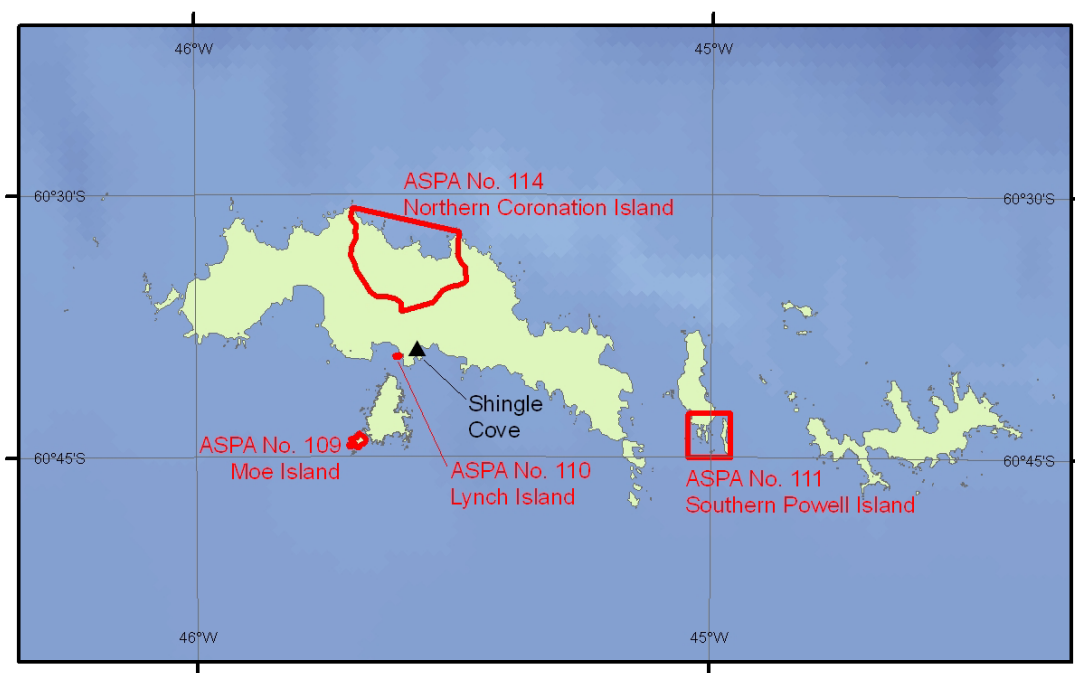 46°W
45°W
60°30'S
60°30'S
ASPA No. 114
Northern Coronation Island
Shingle
Cove
ASPA No. 109
Moe Island
ASPA No. 110
Lynch Island
ASPA No. 111
Southern Powell Island
60°45'S
60°45'S
46°W
45°W